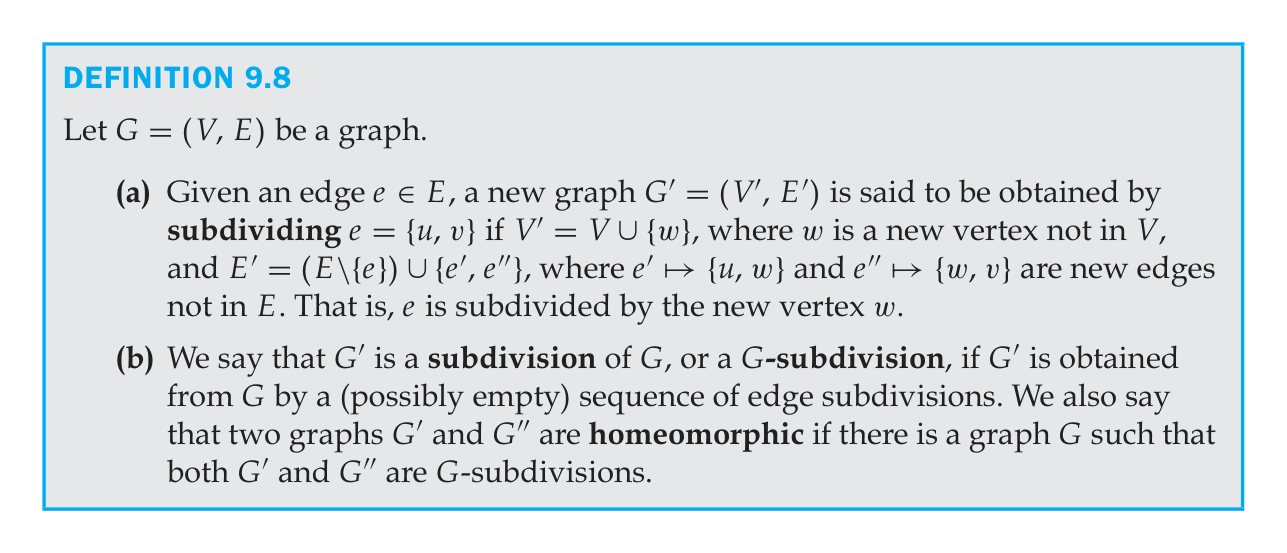 DEFINITION 9.8
Let G = (V, E) be a graph.
(a) Given an edge e ∈ E, a new graph G′ = (V′, E′) is said to be obtained by
subdividing e = {u, v} if V′ = V ∪ {w}, where w is a new vertex not in V,
and E′ = (E\{e}) ∪ {e′, e″}, where e′ ↦ {u, w} and e″ ↦ {w, v} are new edges
not in E. That is, e is subdivided by the new vertex w.
(b) We say that G′ is a subdivision of G, or a G-subdivision, if G′ is obtained
from G by a (possibly empty) sequence of edge subdivisions. We also say
that two graphs G′ and G″ are homeomorphic if there is a graph G such that
both G′ and G″ are G-subdivisions.